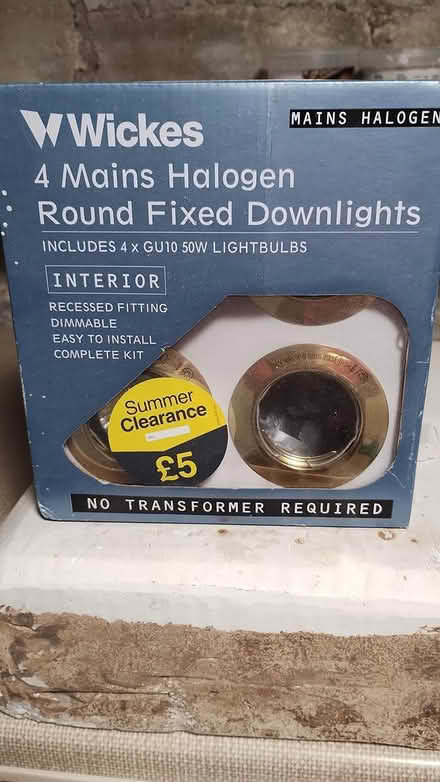 MAINS HALOGEN
Wickes
4 Mains Halogen
Round Fixed Downlights
INCLUDES 4 x GU10 50W LIGHTBULBS
INTERIOR
RECESSED FITTING
DIMMABLE
EASY TO INSTALL
COMPLETE KIT
Summer
Clearance
£5
NO TRANSFORMER REQUIRED